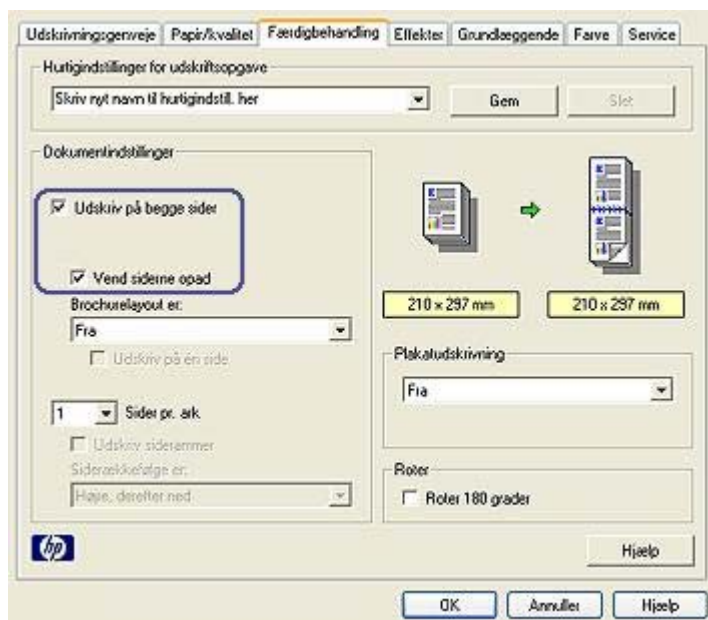 Udskrivningsgenveje Papir/kvalitet Færdigbehandling Effekter Grundlæggende Farve Service
Hurtigindstillinger for udskriftsopgave
Skriv nyt navn til hurtigindstill. her Gem Slet
Dokumentindstillinger
Udskriv på begge sider
Vend siderne opad
Brochurelayout er:
Fra
Udskriv på én side
1 Sider pr. ark
Udskriv siderammer
Siderækkefølge er:
Højre, derefter ned
210 x 297 mm 210 x 297 mm
Plakatudskrivning
Fra
Roter
Roter 180 grader
hp
Hjælp
OK Annuller Hjælp